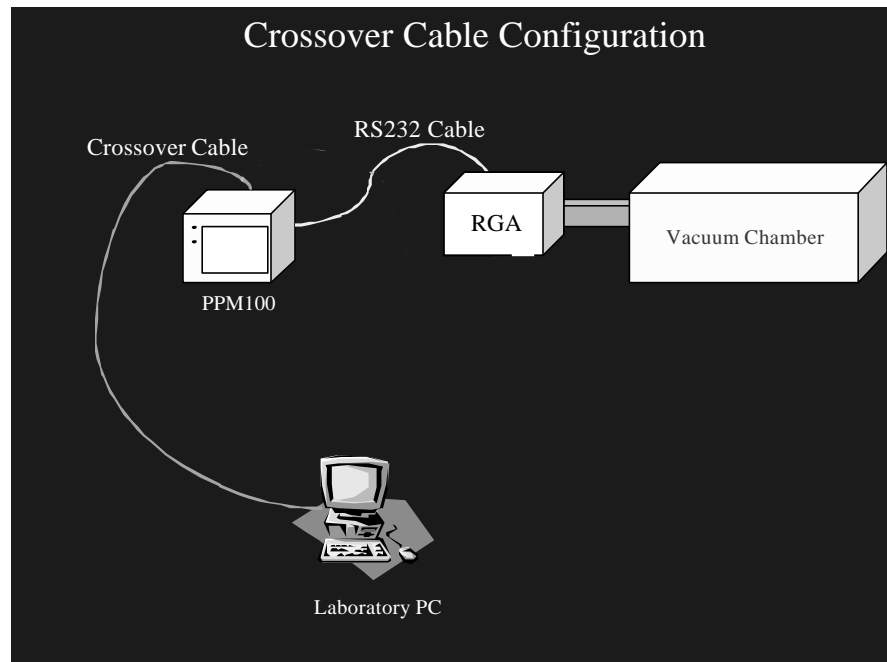 Crossover Cable Configuration
RS232 Cable
Crossover Cable
RGA
Vacuum Chamber
PPM100
Laboratory PC